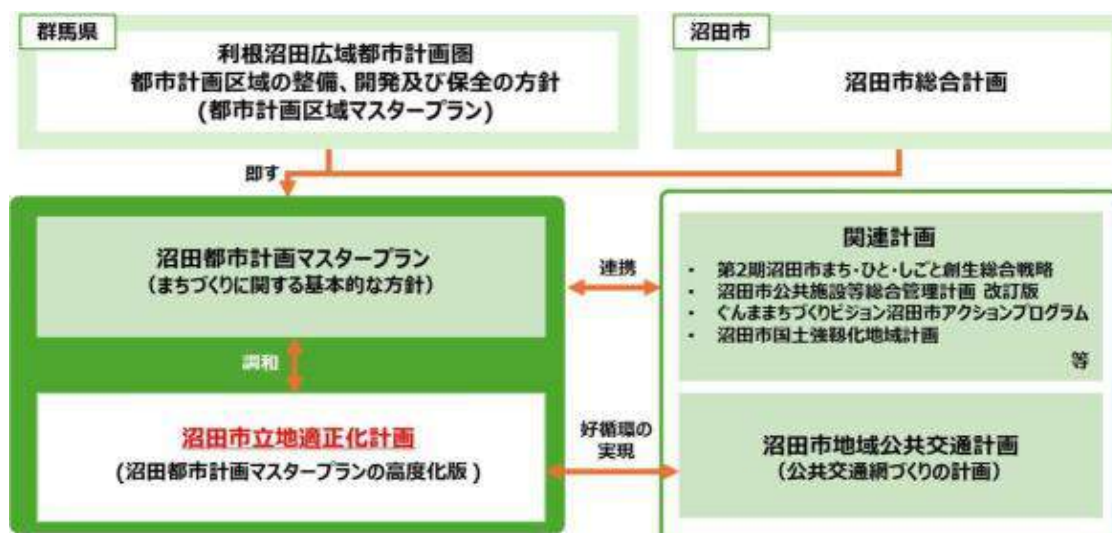 群馬県
利根沼田広域都市計画圏
都市計画区域の整備、開発及び保全の方針
(都市計画区域マスタープラン)
沼田市
沼田市総合計画
即す
沼田都市計画マスタープラン
(まちづくりに関する基本的な方針)
調和
沼田市立地適正化計画
(沼田都市計画マスタープランの高度化版 )
連携
好循環の
実現
関連計画
・ 第2期沼田市まち・ひと・しごと創生総合戦略
・ 沼田市公共施設等総合管理計画 改訂版
・ ぐんままちづくりビジョン沼田市アクションプログラム
・ 沼田市国土強靱化地域計画
等
沼田市地域公共交通計画
(公共交通網づくりの計画)